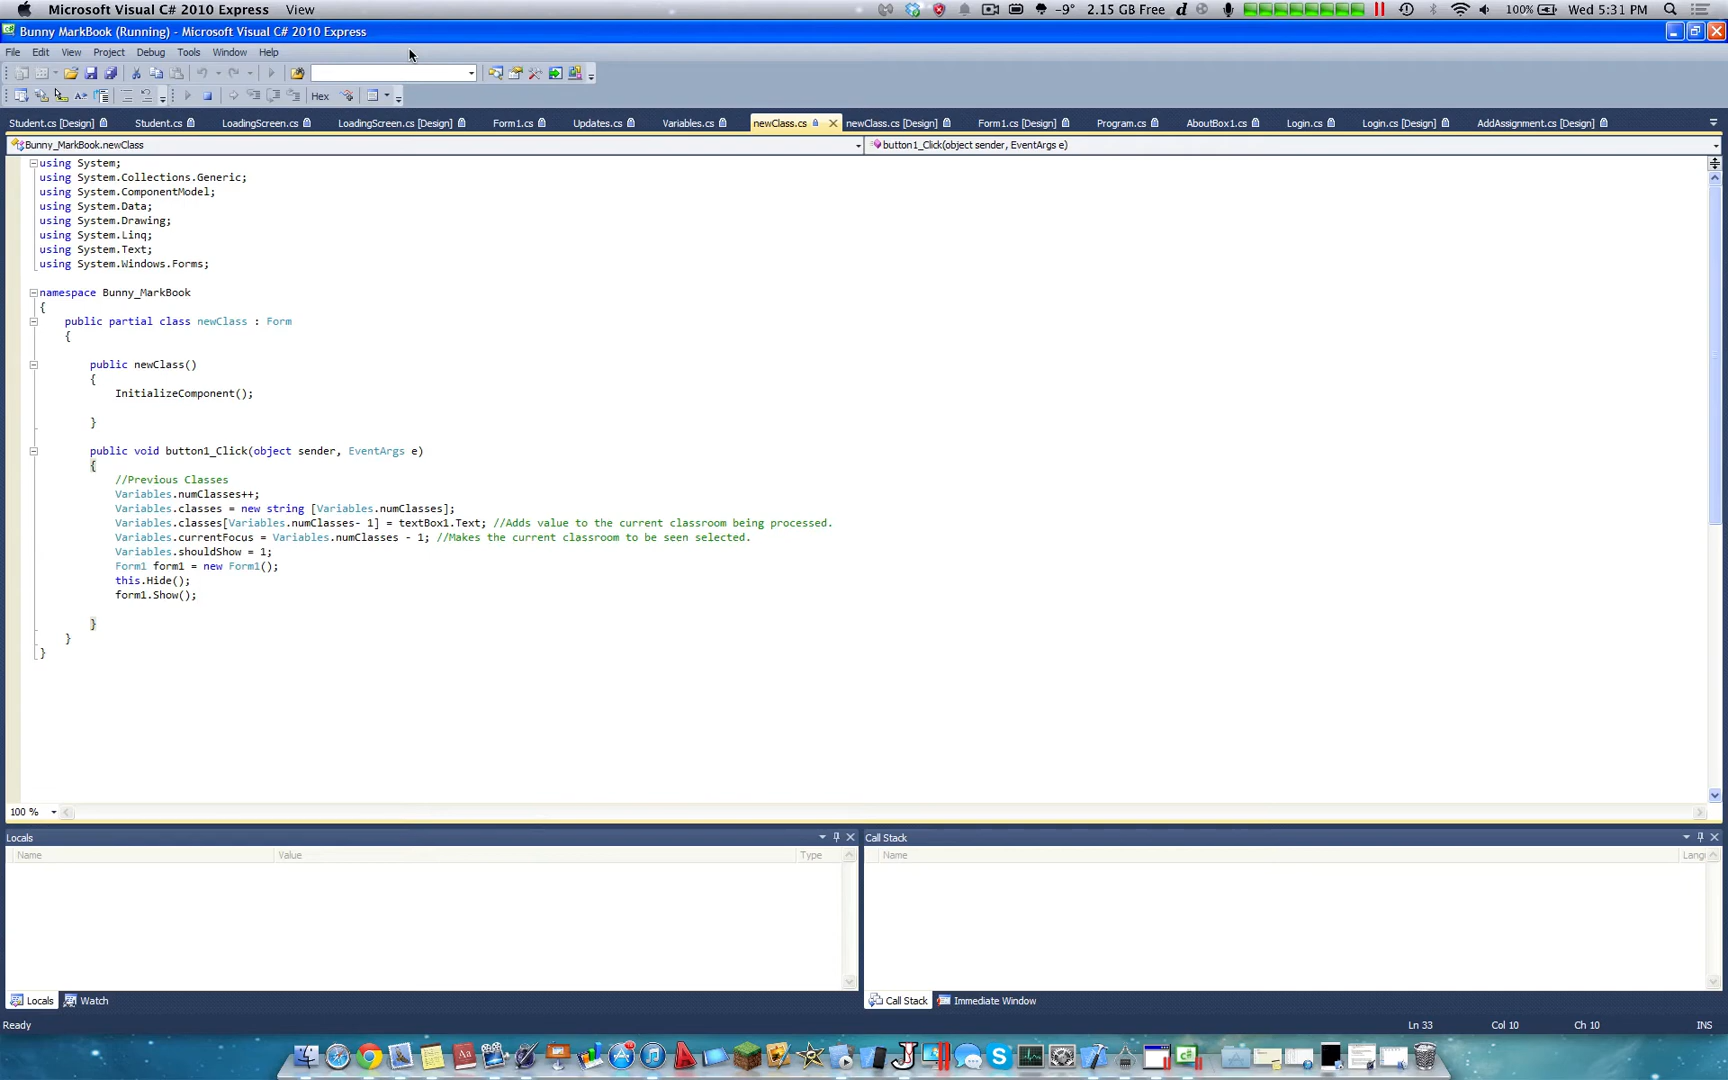 Microsoft Visual C# 2010 Express View
-9° 2.15 GB Free 100% Wed 5:31 PM
Bunny MarkBook (Running) - Microsoft Visual C# 2010 Express
File Edit View Project Debug Tools Window Help
Hex
Student.cs [Design] Student.cs LoadingScreen.cs LoadingScreen.cs [Design] Form1.cs Updates.cs Variables.cs newClass.cs newClass.cs [Design] Form1.cs [Design] Program.cs AboutBox1.cs Login.cs Login.cs [Design] AddAssignment.cs [Design]
Bunny_MarkBook.newClass button1_Click(object sender, EventArgs e)
using System;
using System.Collections.Generic;
using System.ComponentModel;
using System.Data;
using System.Drawing;
using System.Linq;
using System.Text;
using System.Windows.Forms;
namespace Bunny_MarkBook
{
public partial class newClass : Form
{
public newClass()
{
InitializeComponent();
}
public void button1_Click(object sender, EventArgs e)
{
//Previous Classes
Variables.numClasses++;
Variables.classes = new string [Variables.numClasses];
Variables.classes[Variables.numClasses- 1] = textBox1.Text; //Adds value to the current classroom being processed.
Variables.currentFocus = Variables.numClasses - 1; //Makes the current classroom to be seen selected.
Variables.shouldShow = 1;
Form1 form1 = new Form1();
this.Hide();
form1.Show();
}
}
}
100 %
Locals Call Stack
Name Value Type Name Lang
Locals Watch Call Stack Immediate Window
Ready Ln 33 Col 10 Ch 10 INS